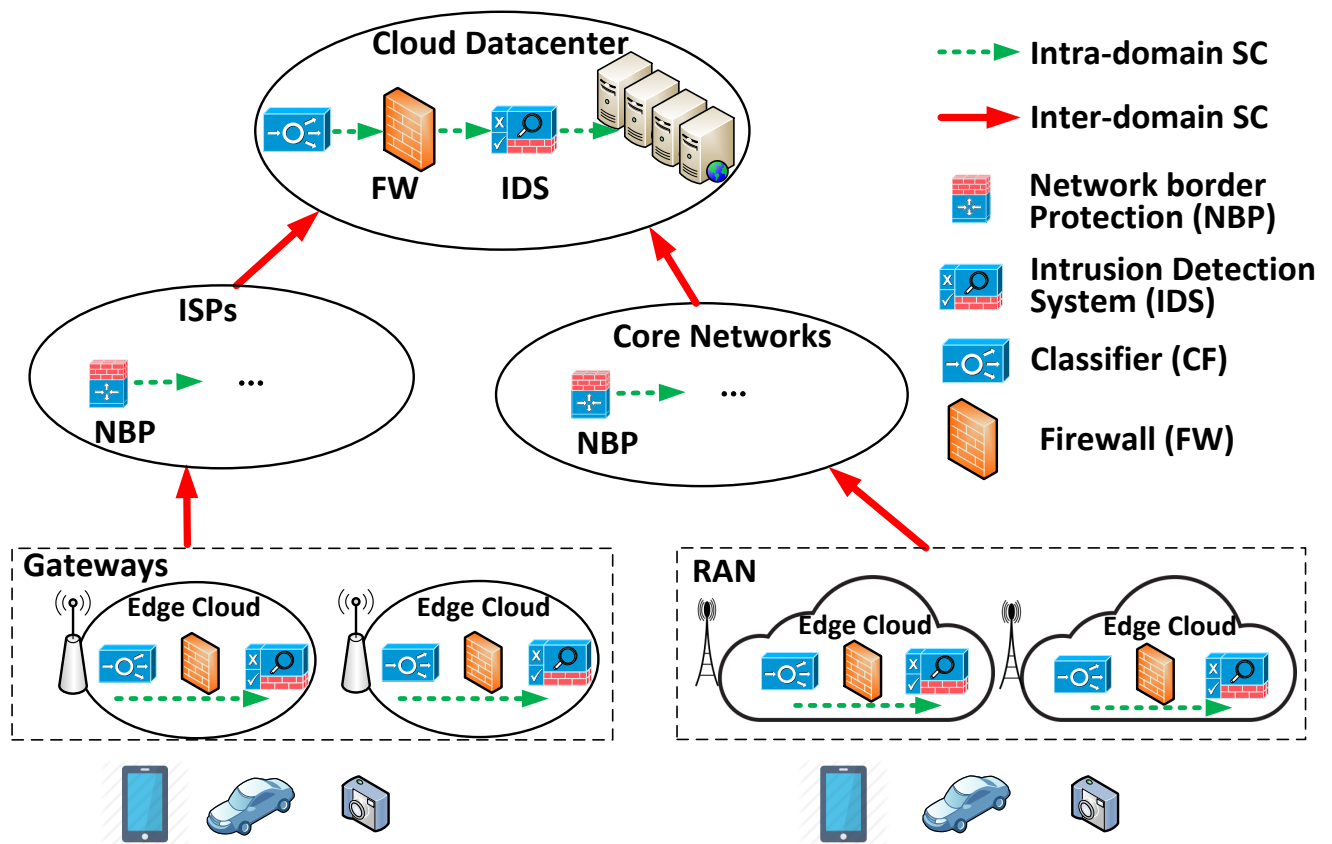 Cloud Datacenter
FW
IDS
Intra-domain SC
Inter-domain SC
Network border
Protection (NBP)
Intrusion Detection
System (IDS)
Classifier (CF)
Firewall (FW)
ISPs
NBP
...
Core Networks
NBP
...
Gateways
Edge Cloud
Edge Cloud
RAN
Edge Cloud
Edge Cloud